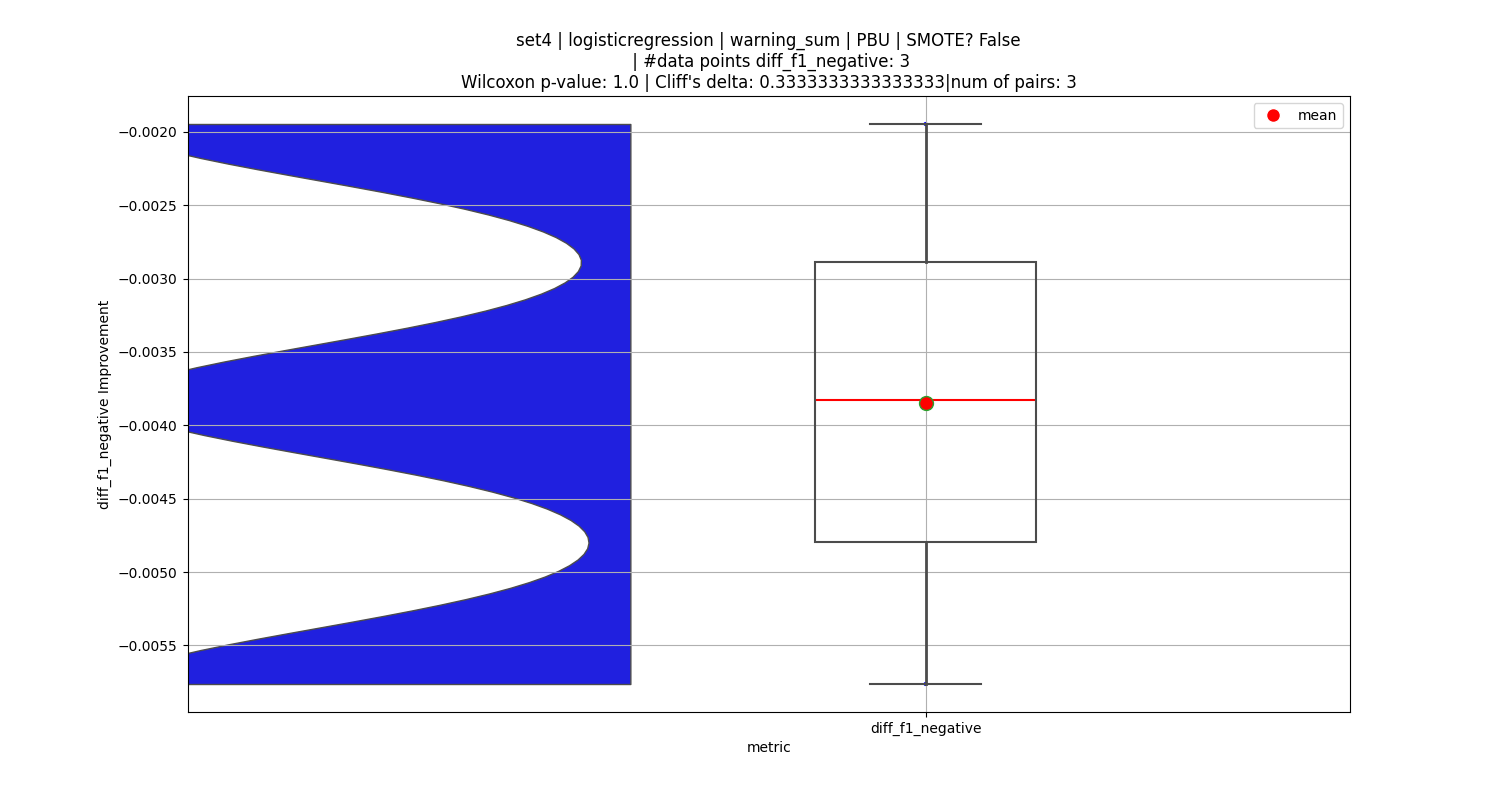 set4 | logisticregression | warning_sum | PBU | SMOTE? False
| #data points diff_f1_negative: 3
Wilcoxon p-value: 1.0 | Cliff's delta: 0.3333333333333333|num of pairs: 3
mean
−0.0020
−0.0025
−0.0030
−0.0035
−0.0040
−0.0045
−0.0050
−0.0055
diff_f1_negative Improvement
diff_f1_negative
metric